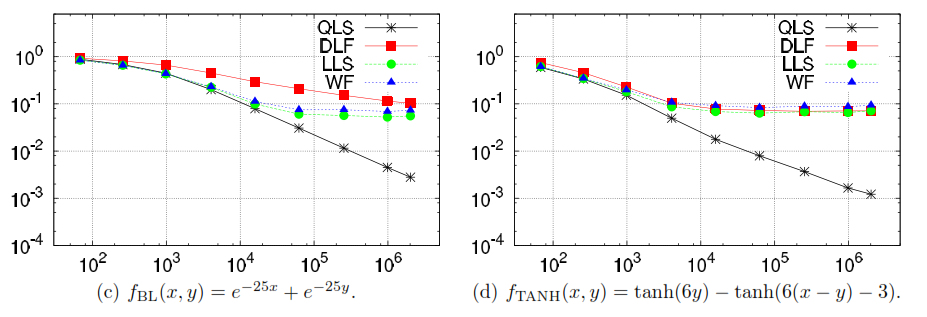 QLS
DLF
LLS
WF
10^0
10^-1
10^-2
10^-3
10^-4
10^2 10^3 10^4 10^5 10^6
(c) f_BL(x, y) = e^{-25x} + e^{-25y}.
QLS
DLF
LLS
WF
10^0
10^-1
10^-2
10^-3
10^-4
10^2 10^3 10^4 10^5 10^6
(d) f_TANH(x, y) = tanh(6y) − tanh(6(x − y) − 3).